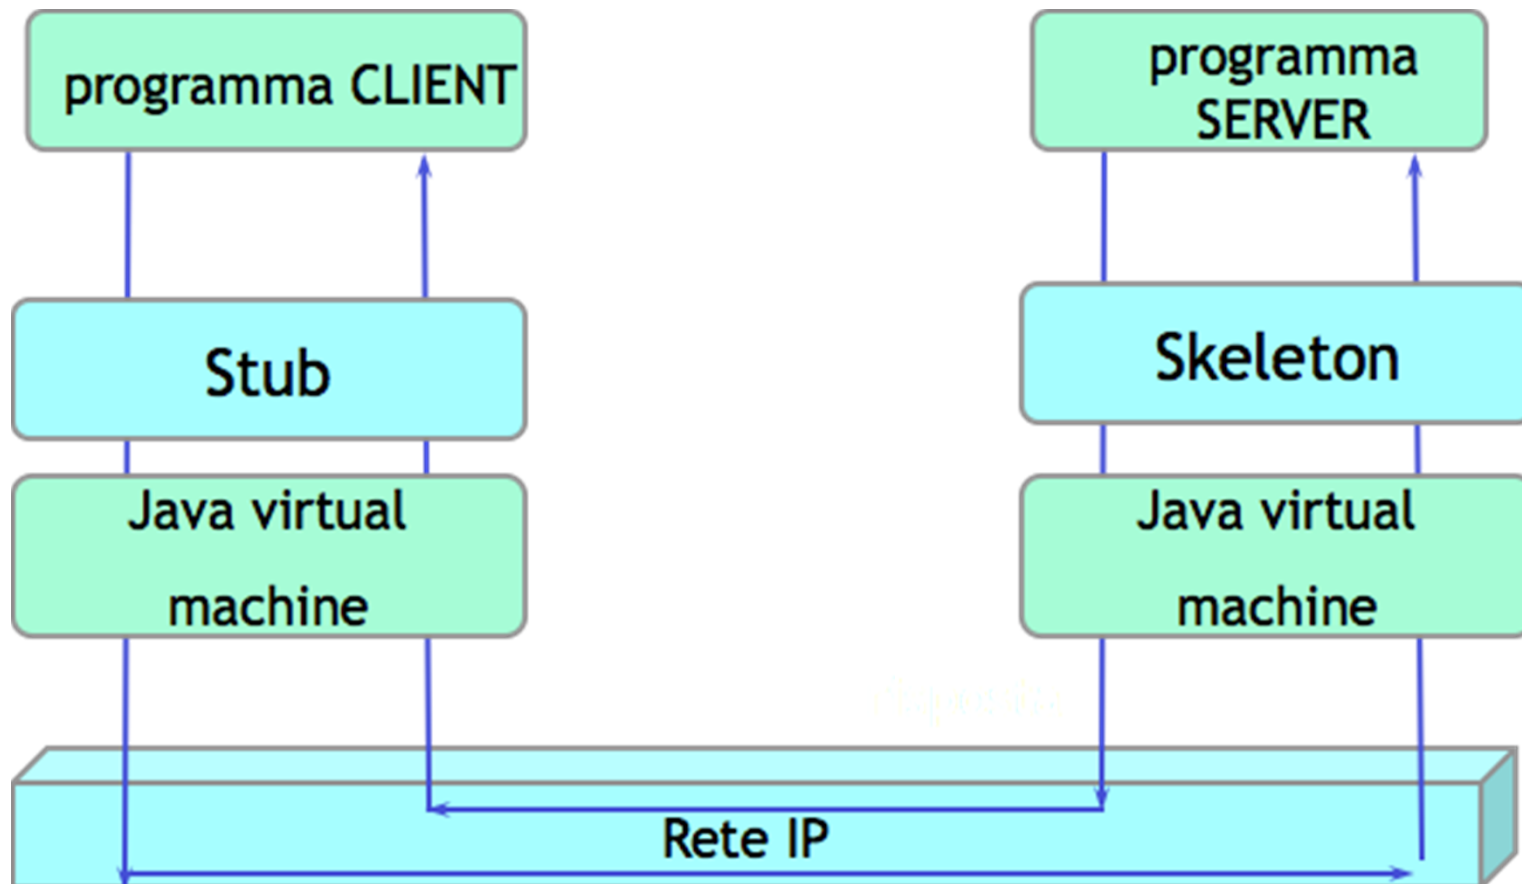 programma CLIENT
programma
SERVER
Stub
Skeleton
Java virtual
machine
Java virtual
machine
Rete IP